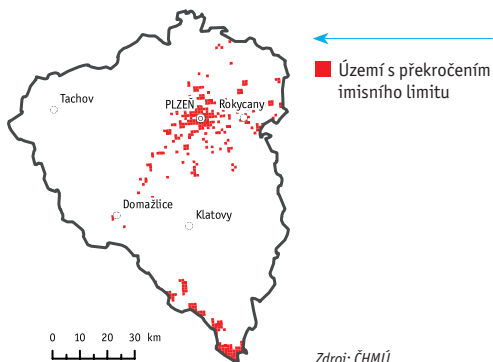 Území s překročením
imisního limitu
Tachov
PLZEŇ
Rokycany
Domažlice
Klatovy
0 10 20 30 km
Zdroj: ČHMÚ